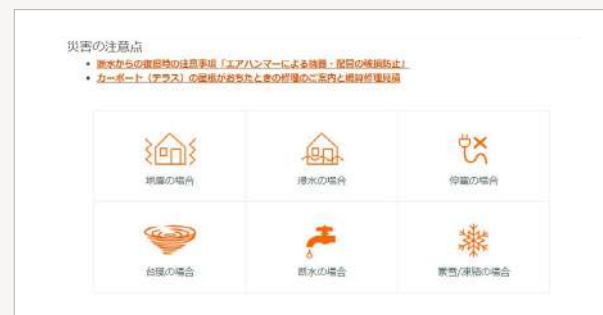 災害の注意点
断水からの復旧時の注意事項「エアハンマーによる機器・配管の破損防止」
カーポート（テラス）の屋根がおちたときの修理のご案内と概算修理見積
地震の場合
浸水の場合
停電の場合
台風の場合
断水の場合
豪雪/凍結の場合